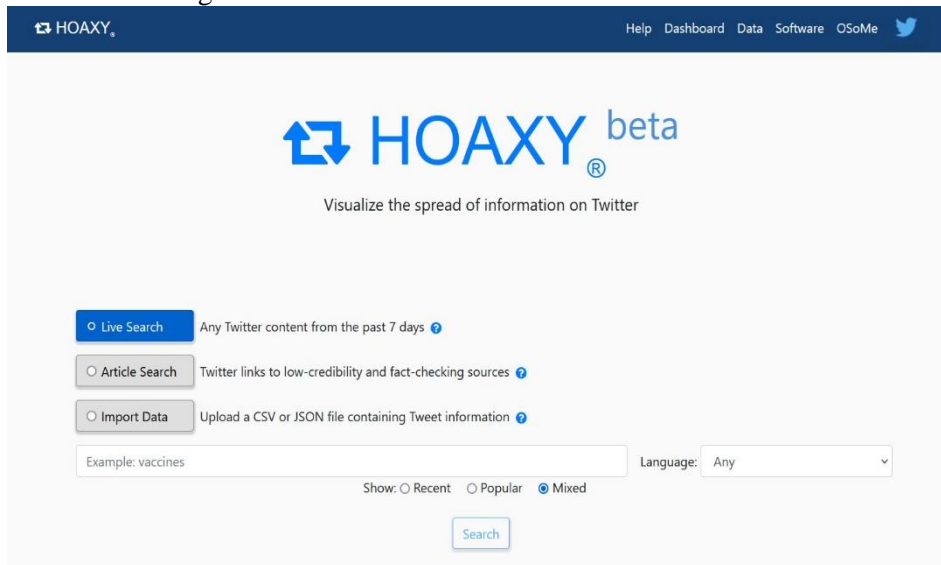 HOAXY® Help Dashboard Data Software OSoMe
HOAXY® beta
Visualize the spread of information on Twitter
Live Search Any Twitter content from the past 7 days ?
Article Search Twitter links to low-credibility and fact-checking sources ?
Import Data Upload a CSV or JSON file containing Tweet information ?
Example: vaccines Language: Any
Show: Recent Popular Mixed
Search